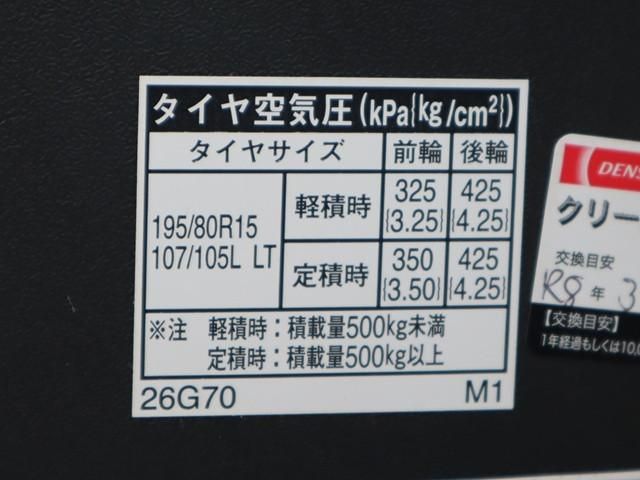 タイヤ空気圧(kPa{kg/cm²})
タイヤサイズ 前輪 後輪
195/80R15
107/105L LT
軽積時 325 425
{3.25} {4.25}
定積時 350 425
{3.50} {4.25}
※注 軽積時：積載量500kg未満
定積時：積載量500kg以上
26G70 M1
DENS
クリー
交換目安
R8年 3
【交換目安】
1年経過もしくは10,0